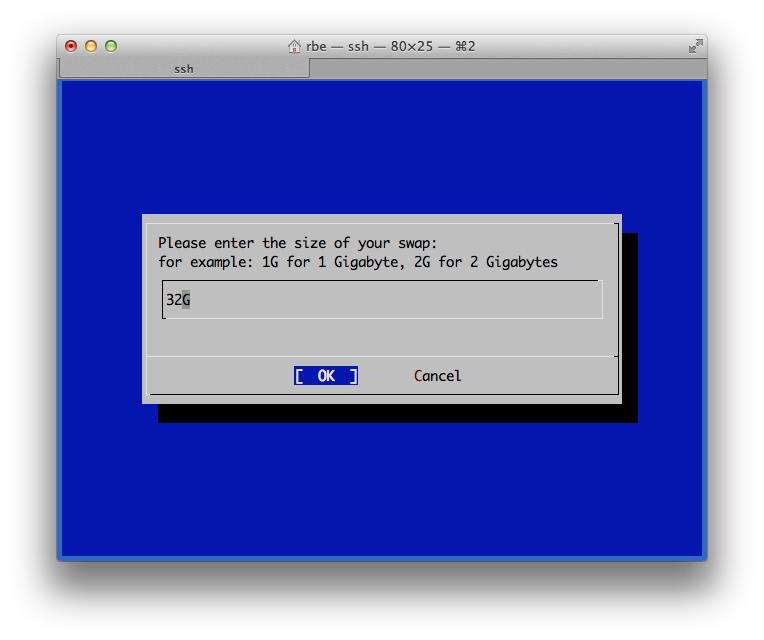 rbe — ssh — 80×25 — ⌘2
ssh
Please enter the size of your swap:
for example: 1G for 1 Gigabyte, 2G for 2 Gigabytes
32G
[ OK ] Cancel